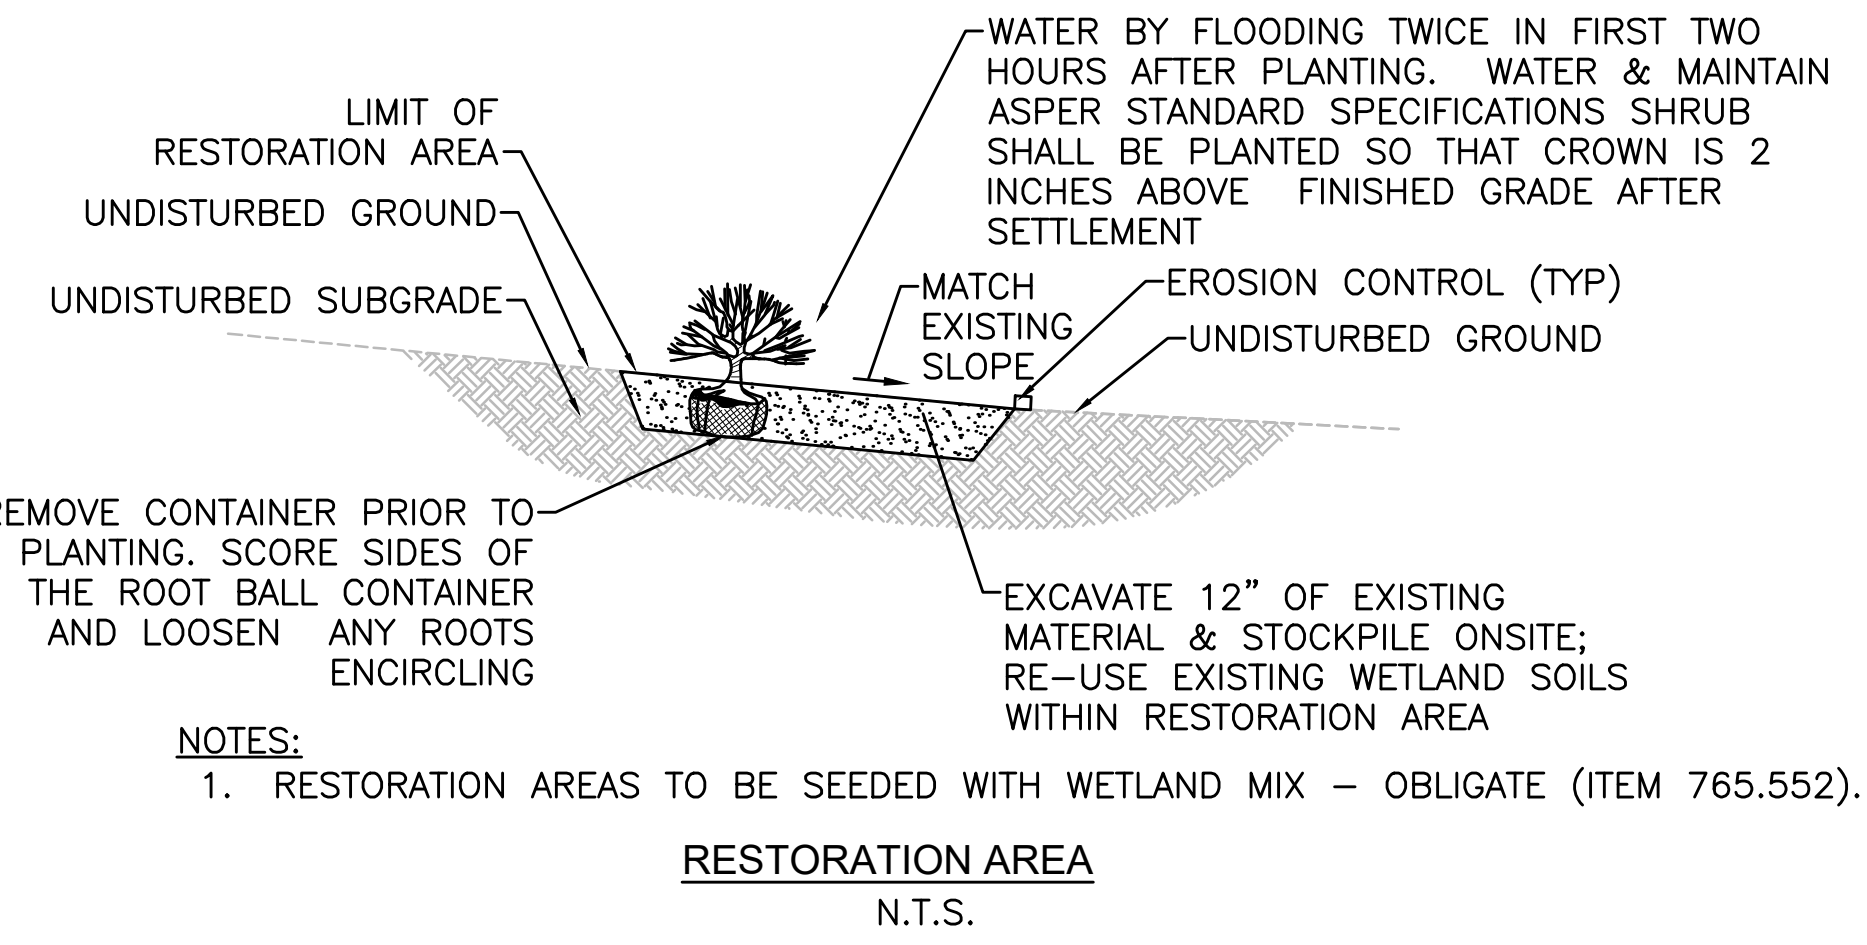 WATER BY FLOODING TWICE IN FIRST TWO
HOURS AFTER PLANTING. WATER & MAINTAIN
ASPER STANDARD SPECIFICATIONS SHRUB
SHALL BE PLANTED SO THAT CROWN IS 2
INCHES ABOVE FINISHED GRADE AFTER
SETTLEMENT
LIMIT OF
RESTORATION AREA
UNDISTURBED GROUND
UNDISTURBED SUBGRADE
MATCH
EXISTING
SLOPE
EROSION CONTROL (TYP)
UNDISTURBED GROUND
REMOVE CONTAINER PRIOR TO
PLANTING. SCORE SIDES OF
THE ROOT BALL CONTAINER
AND LOOSEN ANY ROOTS
ENCIRCLING
EXCAVATE 12" OF EXISTING
MATERIAL & STOCKPILE ONSITE;
RE-USE EXISTING WETLAND SOILS
WITHIN RESTORATION AREA
NOTES:
1. RESTORATION AREAS TO BE SEEDED WITH WETLAND MIX – OBLIGATE (ITEM 765.552).
RESTORATION AREA
N.T.S.